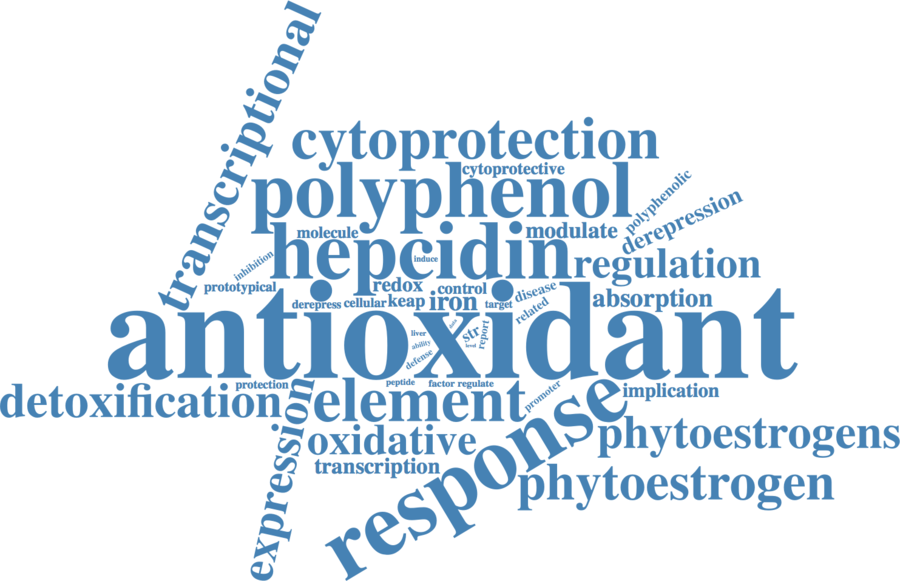 transcriptional
cytoprotection
cytoprotective
polyphenol
polyphenolic
derepression
molecule
modulate
hepcidin
induce
inhibition
regulation
prototypical
redox
control
disease
derepress
cellular
keap
iron
target
related
absorption
antioxidant
str
report
liver
ability
level
defense
protection
peptide
factor
regulate
promoter
implication
detoxification
expression
element
response
oxidative
phytoestrogens
transcription
phytoestrogen